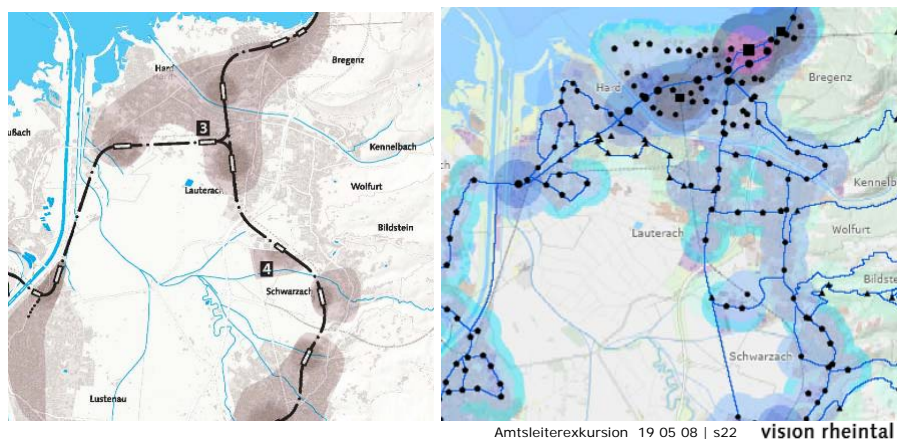 Bregenz
Hard
3
ußach
Kennelbach
Lauterach
Wolfurt
Bildstein
4
Schwarzach
Lustenau
Hard
Bregenz
Kennelb
Lauterach
Wolfurt
Bildste
Schwarzach
Amtsleiterexkursion 19 05 08 | s22 vision rheintal